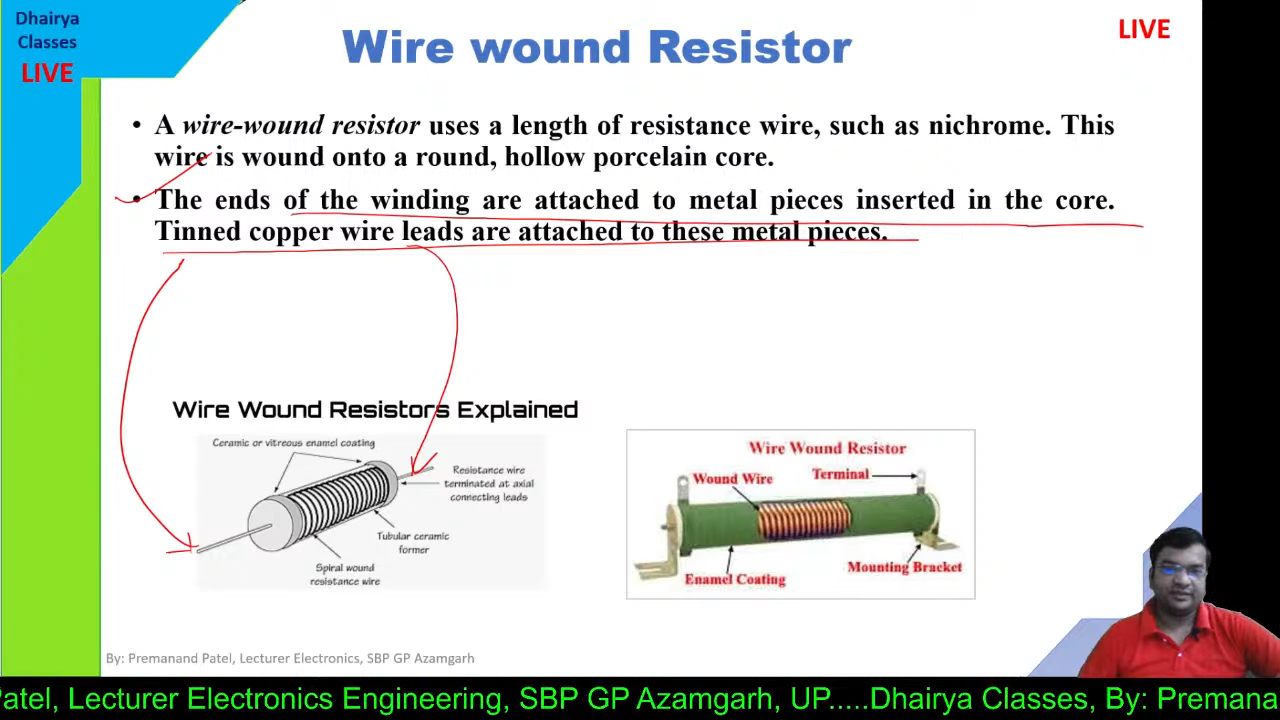 Dhairya
Classes
LIVE
LIVE
Wire wound Resistor
• A wire-wound resistor uses a length of resistance wire, such as nichrome. This
wire is wound onto a round, hollow porcelain core.
• The ends of the winding are attached to metal pieces inserted in the core.
Tinned copper wire leads are attached to these metal pieces.
Wire Wound Resistors Explained
Ceramic or vitreous enamel coating
Resistance wire
terminated at axial
connecting leads
Tubular ceramic
former
Spiral wound
resistance wire
Wire Wound Resistor
Wound Wire
Terminal
Enamel Coating
Mounting Bracket
By: Premanand Patel, Lecturer Electronics, SBP GP Azamgarh
Patel, Lecturer Electronics Engineering, SBP GP Azamgarh, UP.....Dhairya Classes, By: Premana